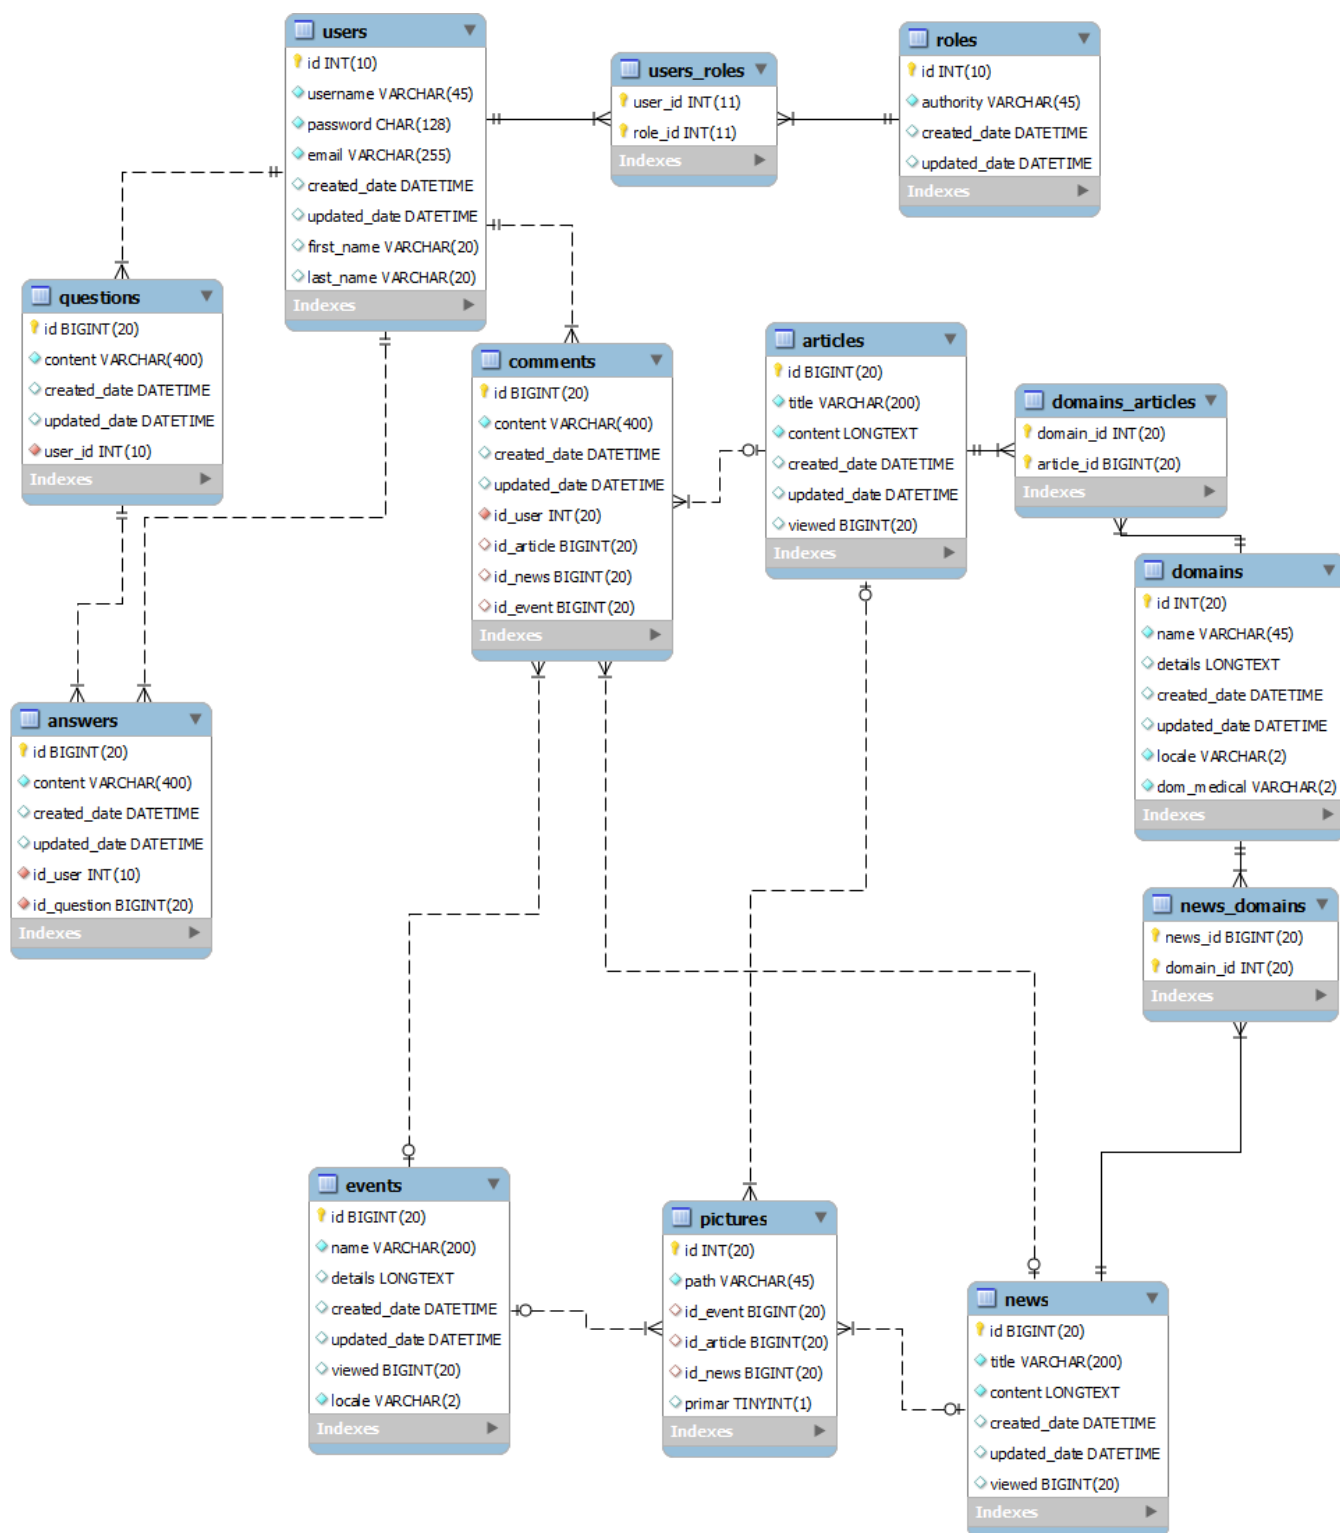 users
id INT(10)
username VARCHAR(45)
password CHAR(128)
email VARCHAR(255)
created_date DATETIME
updated_date DATETIME
first_name VARCHAR(20)
last_name VARCHAR(20)
Indexes
users_roles
user_id INT(11)
role_id INT(11)
Indexes
roles
id INT(10)
authority VARCHAR(45)
created_date DATETIME
updated_date DATETIME
Indexes
questions
id BIGINT(20)
content VARCHAR(400)
created_date DATETIME
updated_date DATETIME
user_id INT(10)
Indexes
comments
id BIGINT(20)
content VARCHAR(400)
created_date DATETIME
updated_date DATETIME
id_user INT(20)
id_article BIGINT(20)
id_news BIGINT(20)
id_event BIGINT(20)
Indexes
articles
id BIGINT(20)
title VARCHAR(200)
content LONGTEXT
created_date DATETIME
updated_date DATETIME
viewed BIGINT(20)
Indexes
domains_articles
domain_id INT(20)
article_id BIGINT(20)
Indexes
domains
id INT(20)
name VARCHAR(45)
details LONGTEXT
created_date DATETIME
updated_date DATETIME
locale VARCHAR(2)
dom_medical VARCHAR(2)
Indexes
answers
id BIGINT(20)
content VARCHAR(400)
created_date DATETIME
updated_date DATETIME
id_user INT(10)
id_question BIGINT(20)
Indexes
news_domains
news_id BIGINT(20)
domain_id INT(20)
Indexes
events
id BIGINT(20)
name VARCHAR(200)
details LONGTEXT
created_date DATETIME
updated_date DATETIME
viewed BIGINT(20)
locale VARCHAR(2)
Indexes
pictures
id INT(20)
path VARCHAR(45)
id_event BIGINT(20)
id_article BIGINT(20)
id_news BIGINT(20)
primar TINYINT(1)
Indexes
news
id BIGINT(20)
title VARCHAR(200)
content LONGTEXT
created_date DATETIME
updated_date DATETIME
viewed BIGINT(20)
Indexes